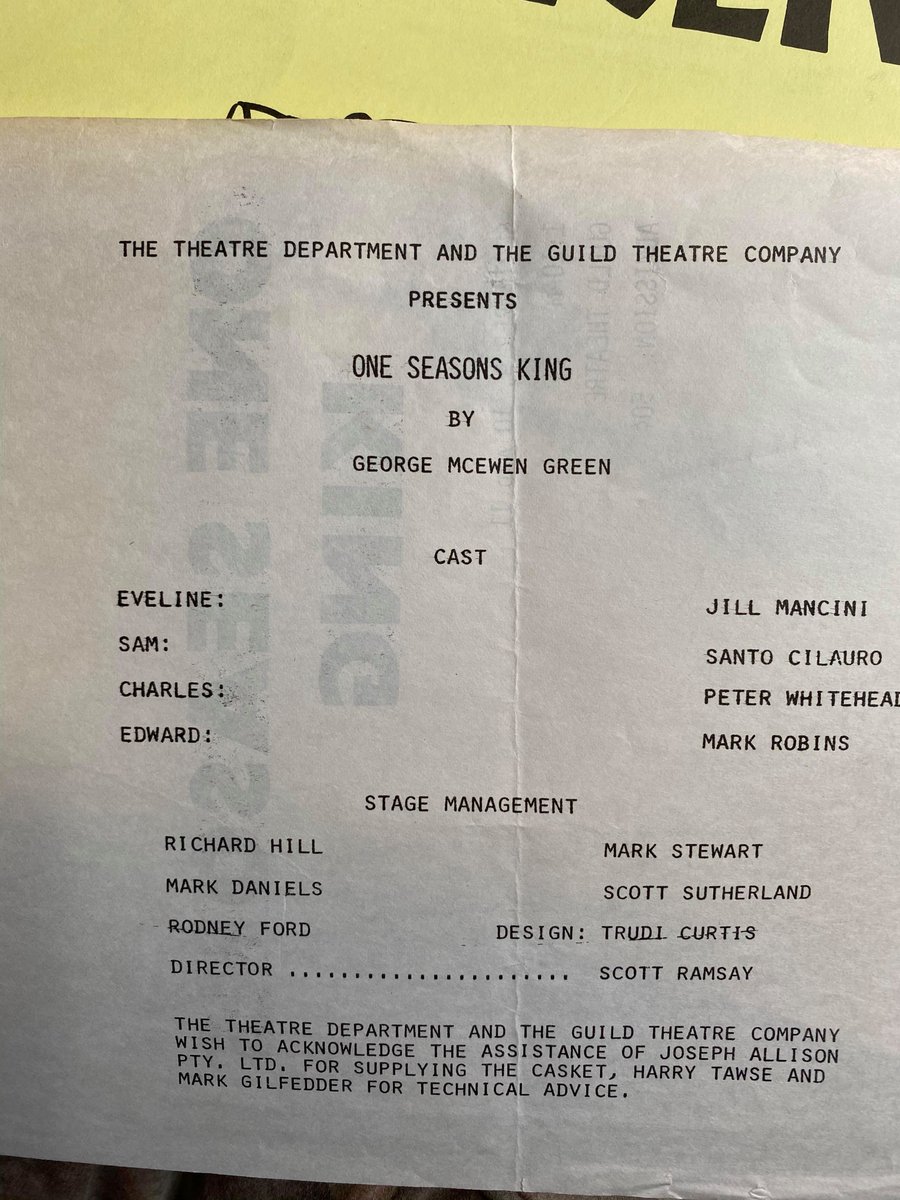 THE THEATRE DEPARTMENT AND THE GUILD THEATRE COMPANY
PRESENTS
ONE SEASONS KING
BY
GEORGE MCEWEN GREEN
CAST
EVELINE: JILL MANCINI
SAM: SANTO CILAURO
CHARLES: PETER WHITEHEAD
EDWARD: MARK ROBINS
STAGE MANAGEMENT
RICHARD HILL MARK STEWART
MARK DANIELS SCOTT SUTHERLAND
RODNEY FORD DESIGN: TRUDI CURTIS
DIRECTOR ...................... SCOTT RAMSAY
THE THEATRE DEPARTMENT AND THE GUILD THEATRE COMPANY
WISH TO ACKNOWLEDGE THE ASSISTANCE OF JOSEPH ALLISON
PTY. LTD. FOR SUPPLYING THE CASKET, HARRY TAWSE AND
MARK GILFEDDER FOR TECHNICAL ADVICE.